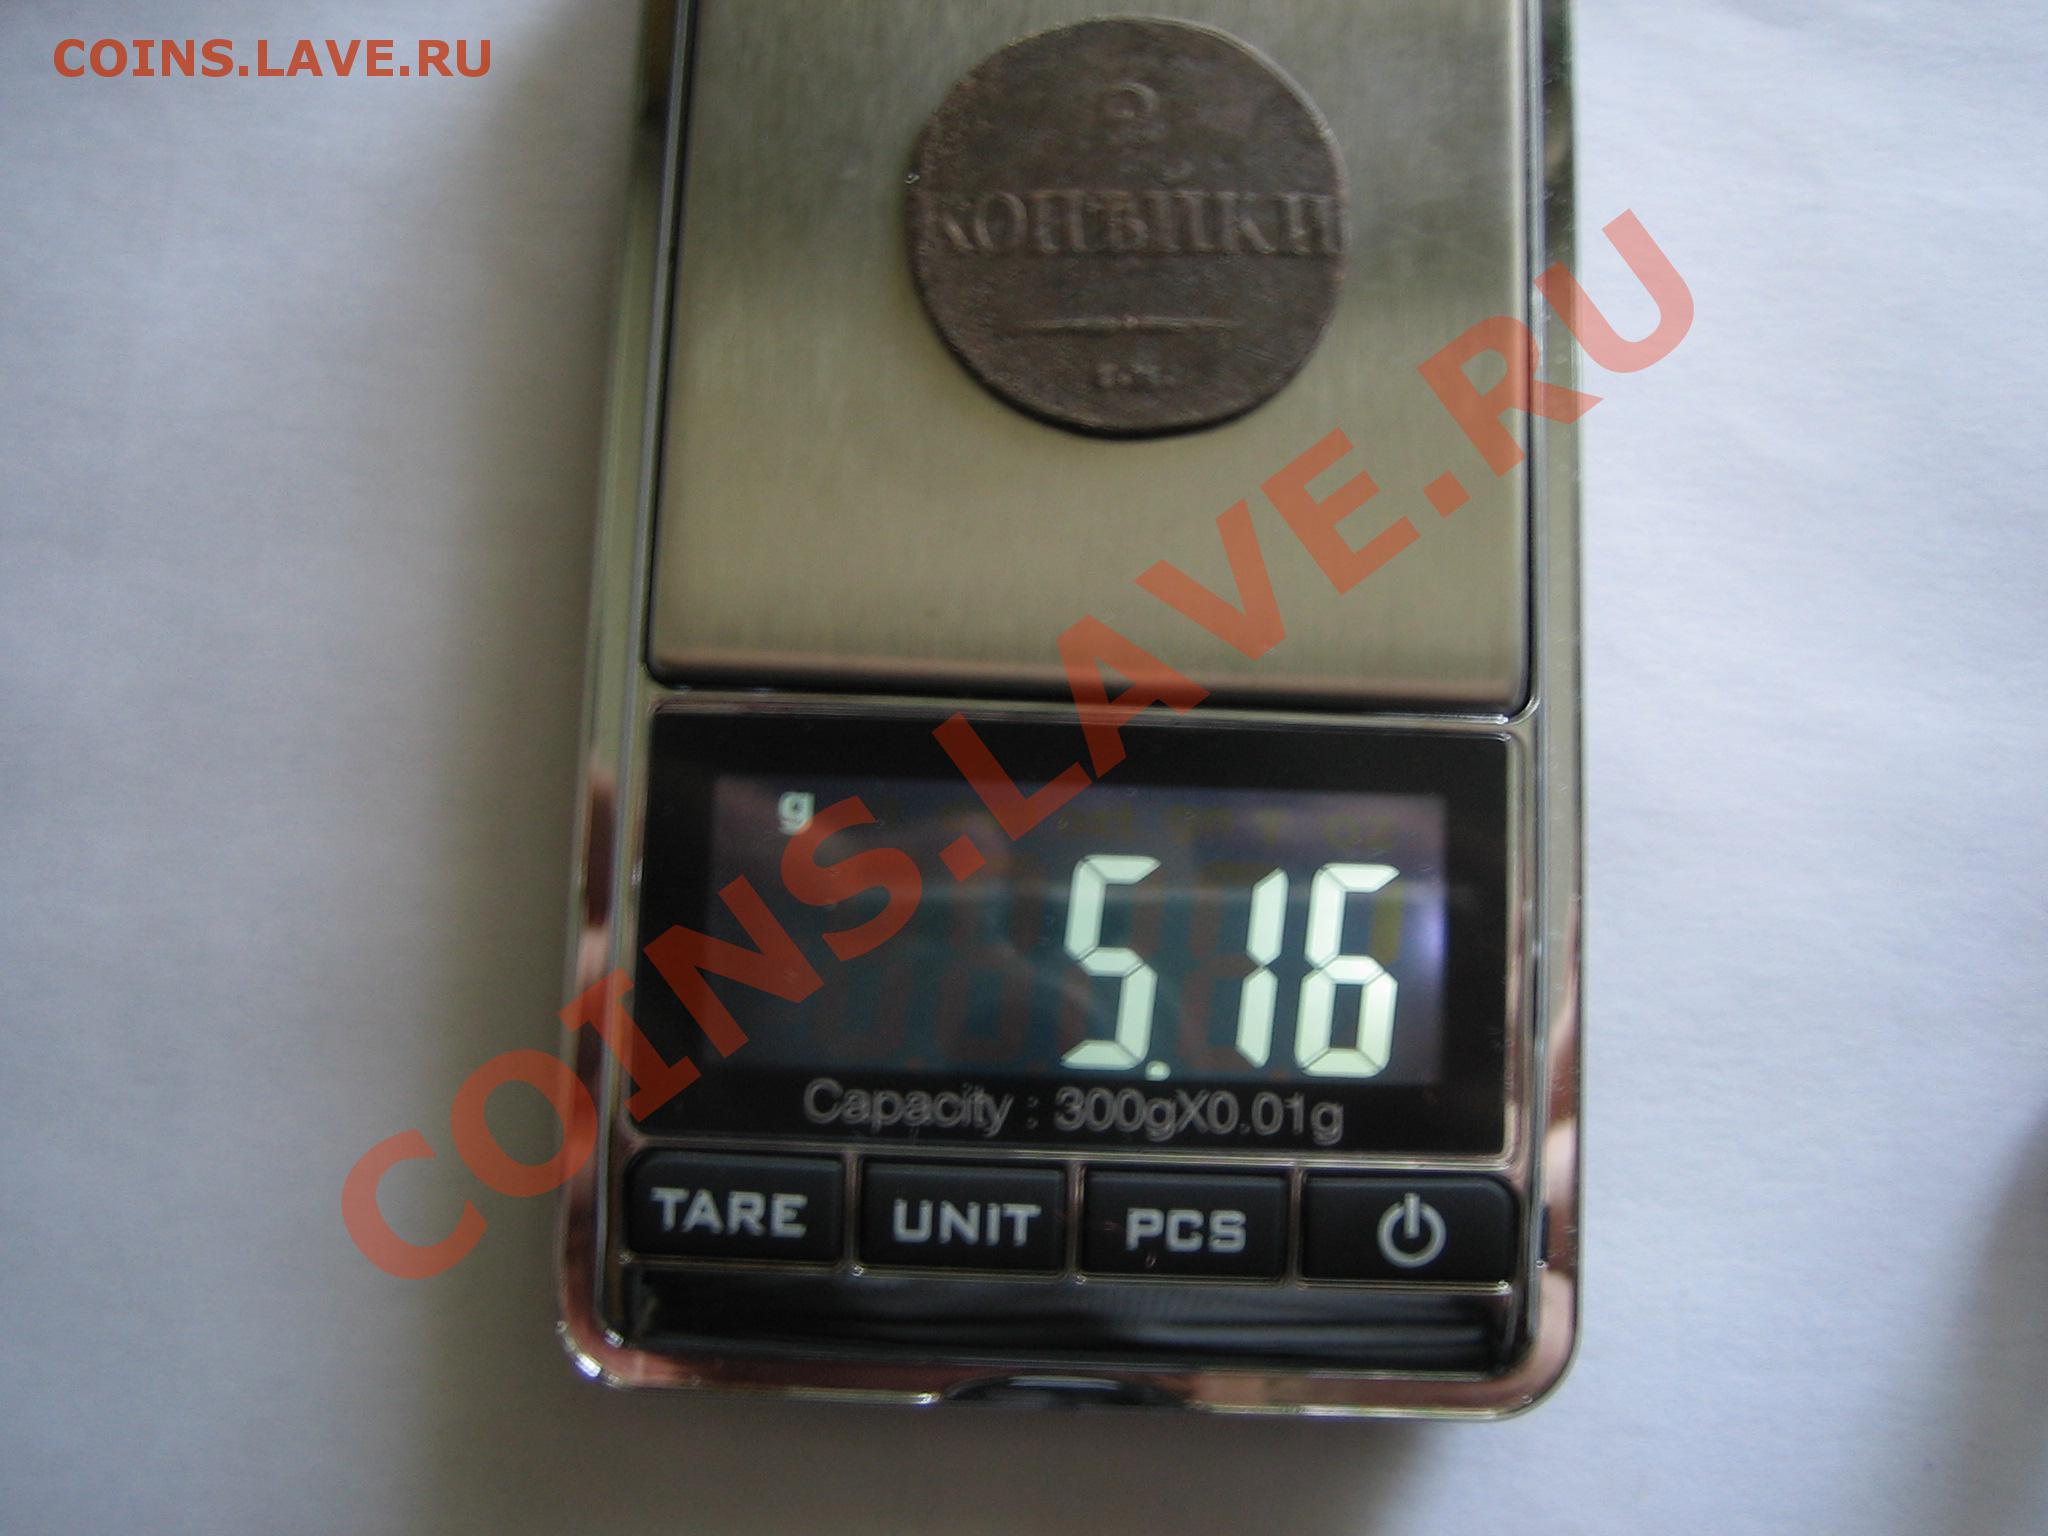 COINS.LAVE.RU
2
КОПѢЙКИ
COINS.LAVE.RU
g
5.16
Capacity : 300gX0.01g
TARE UNIT PCS